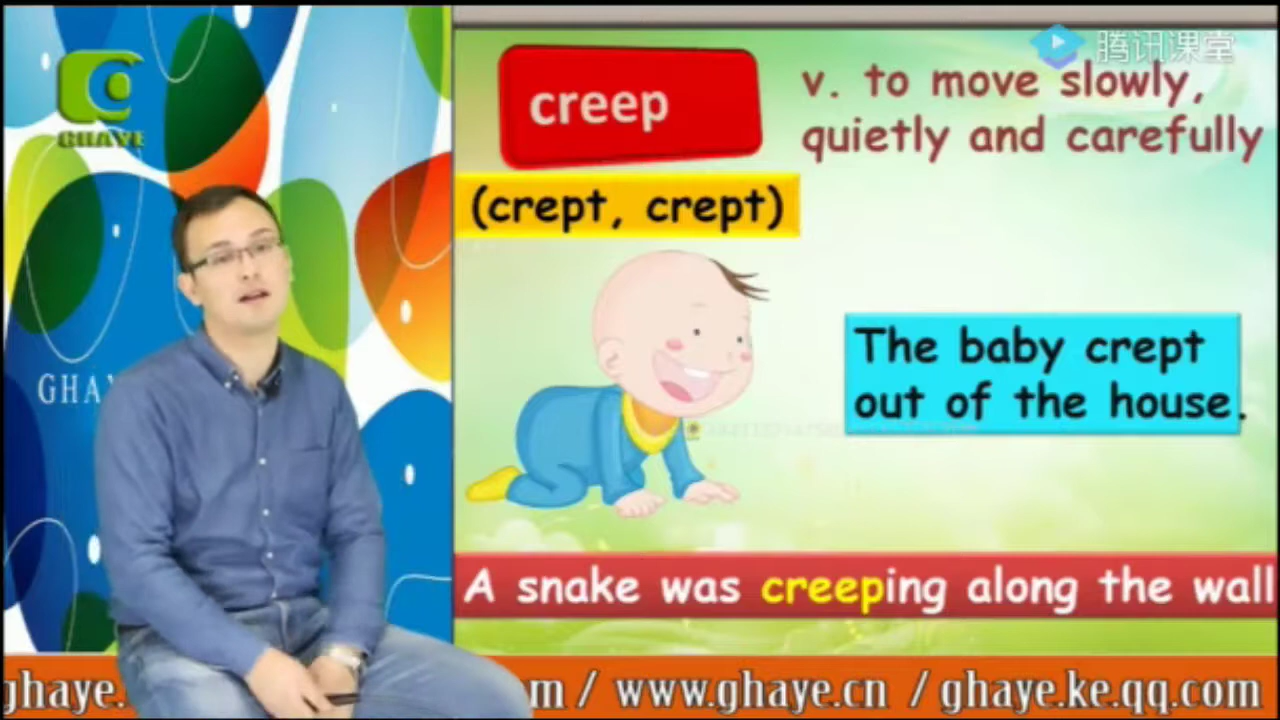 GHAYE
腾讯课堂
creep
v. to move slowly,
quietly and carefully
(crept, crept)
The baby crept
out of the house.
GHAY
A snake was creeping along the wall
ghaye.
m / www.ghaye.cn / ghaye.ke.qq.com